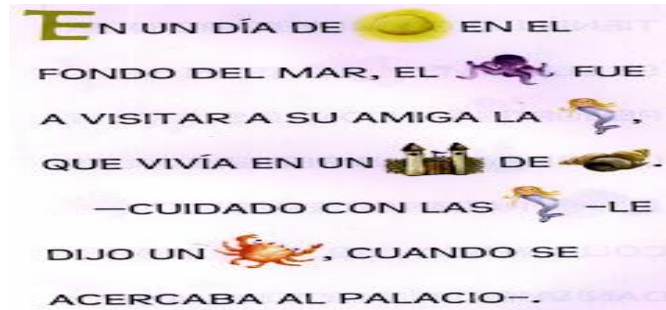 EN UN DÍA DE EN EL
FONDO DEL MAR, EL FUE
A VISITAR A SU AMIGA LA ,
QUE VIVÍA EN UN DE .
—CUIDADO CON LAS –LE
DIJO UN , CUANDO SE
ACERCABA AL PALACIO–.